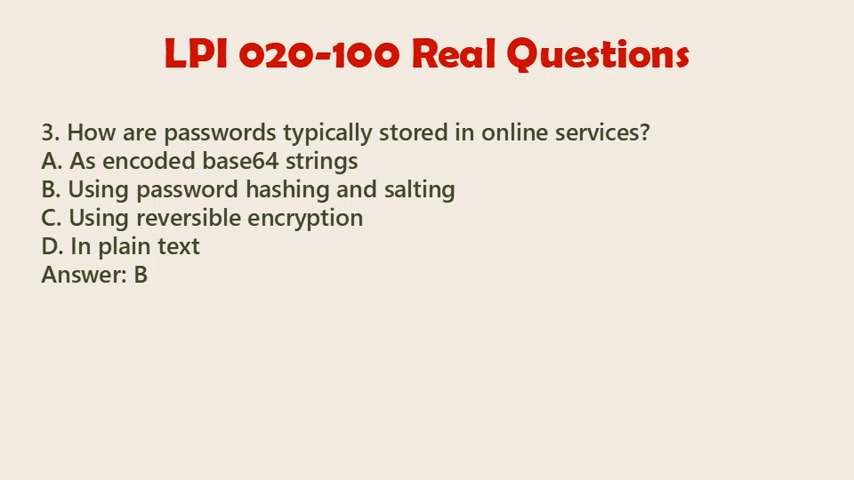 LPI 020-100 Real Questions
3. How are passwords typically stored in online services?
A. As encoded base64 strings
B. Using password hashing and salting
C. Using reversible encryption
D. In plain text
Answer: B